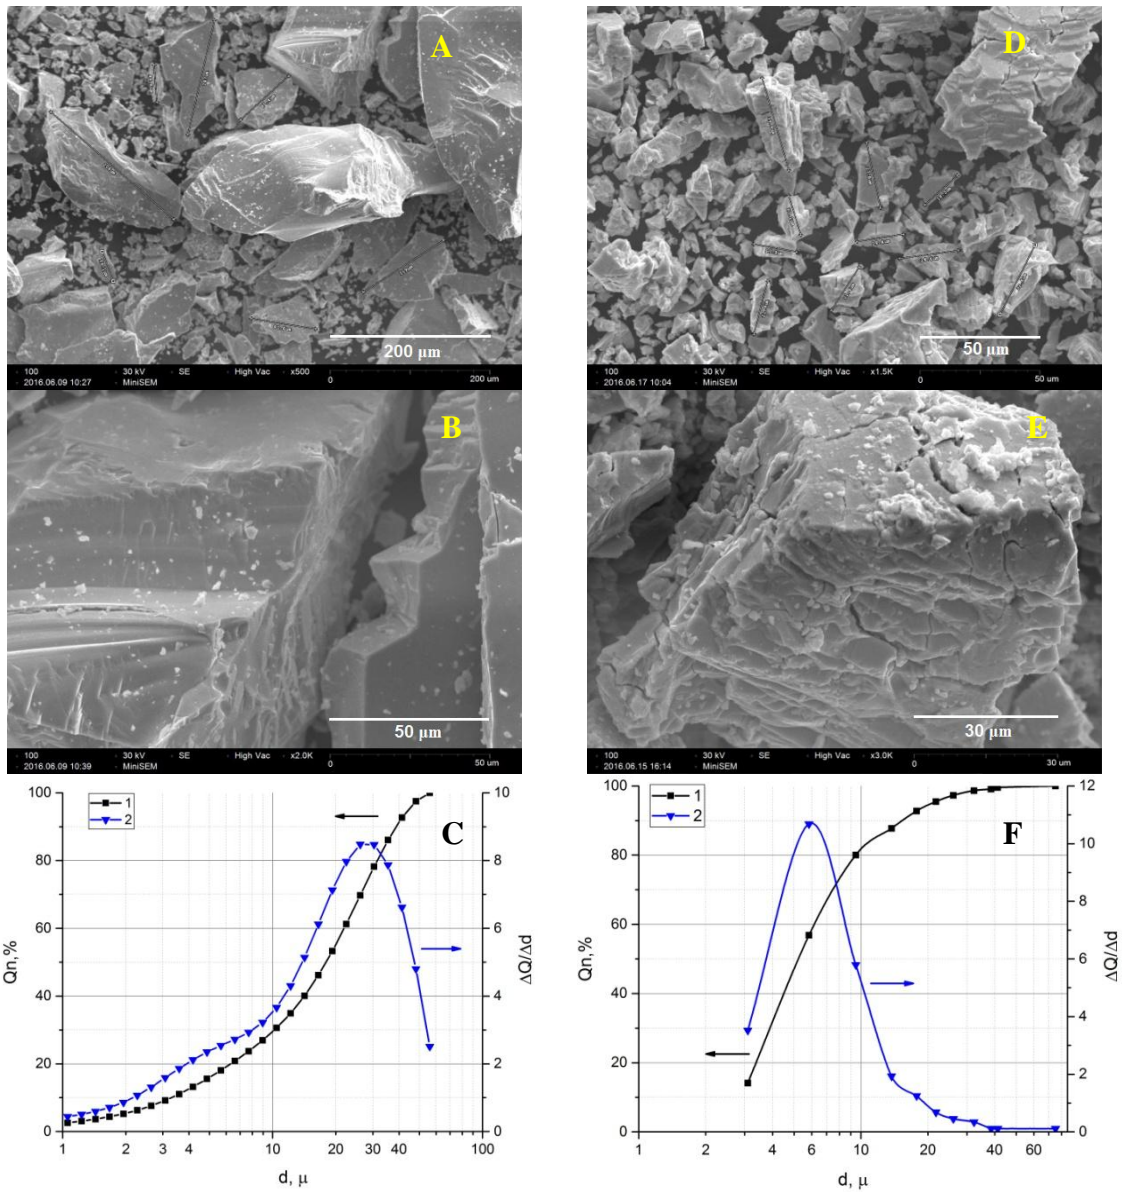 A
200 μm
100 30 kV SE High Vac x500
2016.06.09 10:27 MiniSEM 0 200 um
D
50 μm
100 30 kV SE High Vac x1.5K
2016.06.17 10:04 MiniSEM 0 50 um
B
50 μm
100 30 kV SE High Vac x2.0K
2016.06.09 10:39 MiniSEM 0 50 um
E
30 μm
100 30 kV SE High Vac x3.0K
2016.06.15 16:14 MiniSEM 0 30 um
C
1
2
100
80
60
40
20
0
Qn,%
10
8
6
4
2
0
ΔQ/Δd
1 2 3 4 10 20 30 40 100
d, μ
F
1
2
100
80
60
40
20
0
Qn,%
12
10
8
6
4
2
0
ΔQ/Δd
1 2 4 6 10 20 40 60
d, μ